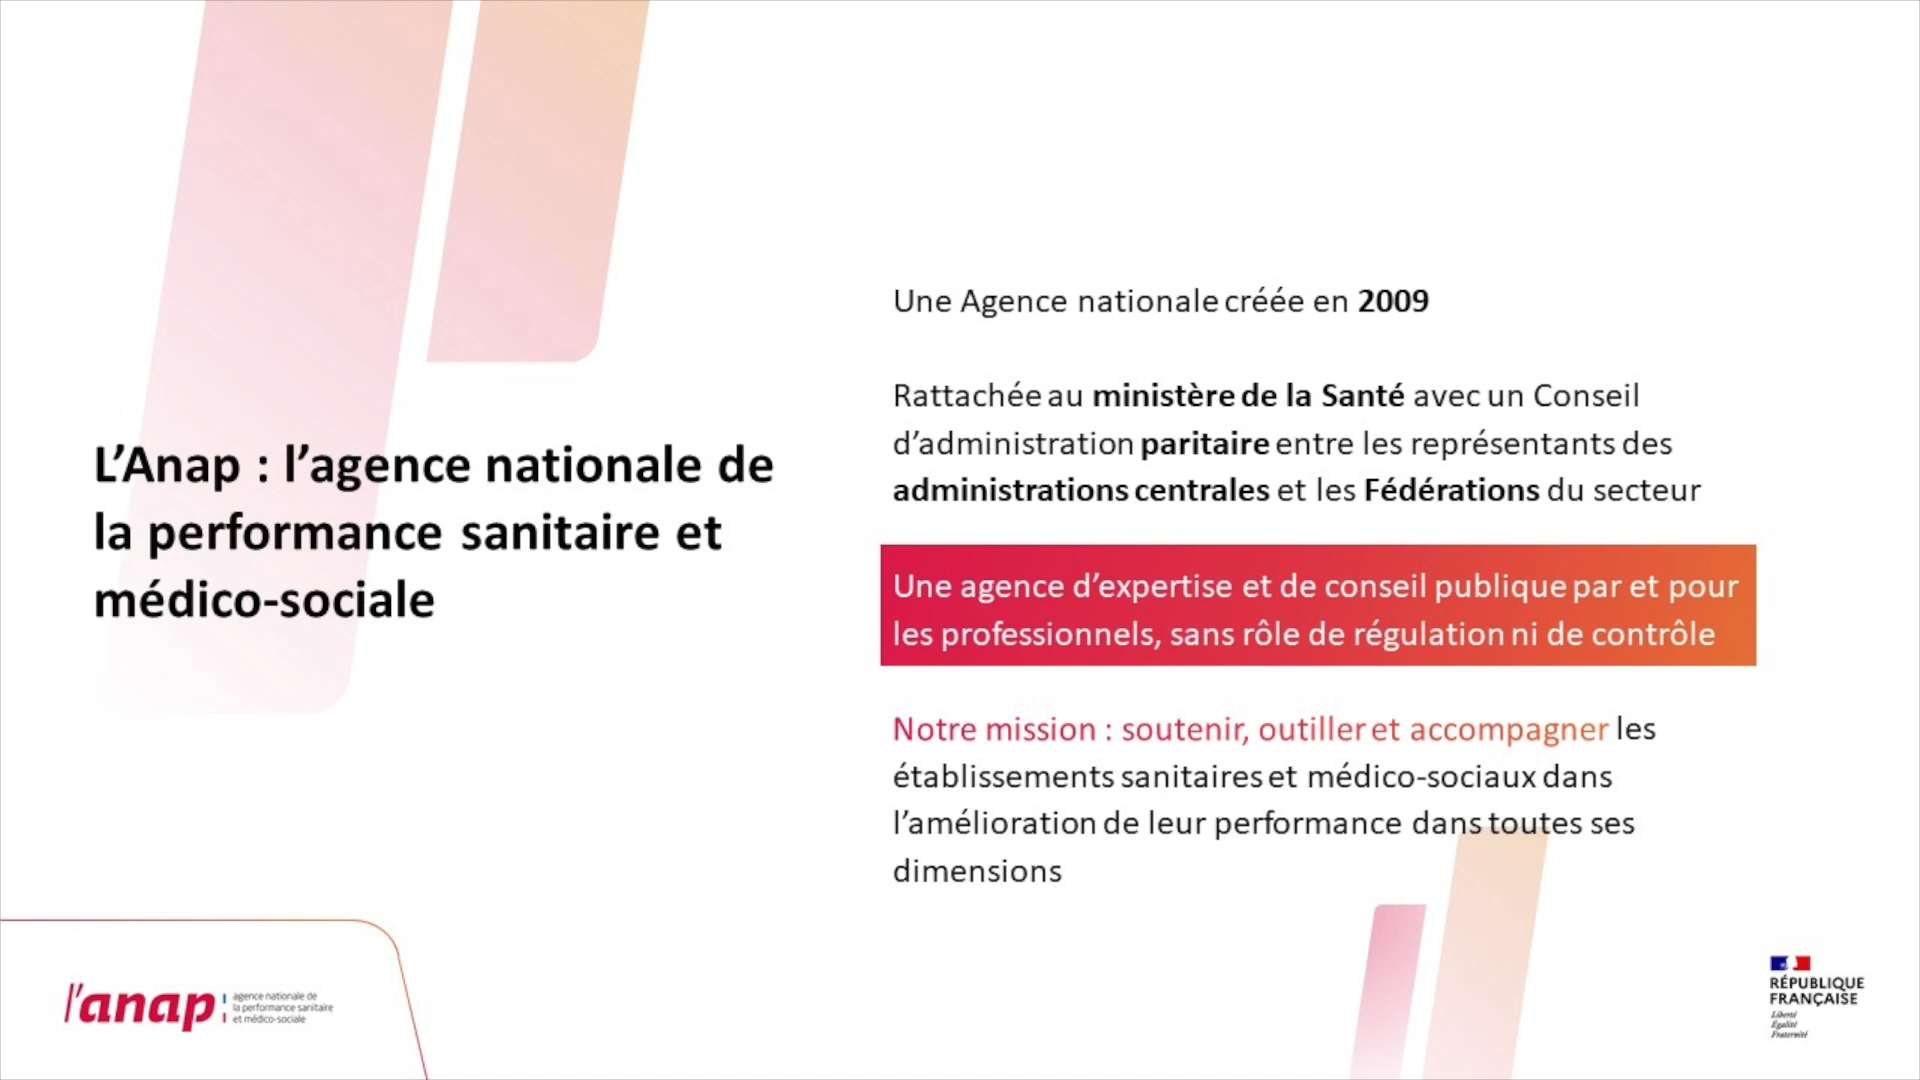 L’Anap : l’agence nationale de
la performance sanitaire et
médico-sociale
Une Agence nationale créée en 2009
Rattachée au ministère de la Santé avec un Conseil
d’administration paritaire entre les représentants des
administrations centrales et les Fédérations du secteur
Une agence d’expertise et de conseil publique par et pour
les professionnels, sans rôle de régulation ni de contrôle
Notre mission : soutenir, outiller et accompagner les
établissements sanitaires et médico-sociaux dans
l’amélioration de leur performance dans toutes ses
dimensions
l’anap
agence nationale de
la performance sanitaire
et médico-sociale
RÉPUBLIQUE
FRANÇAISE
Liberté
Égalité
Fraternité